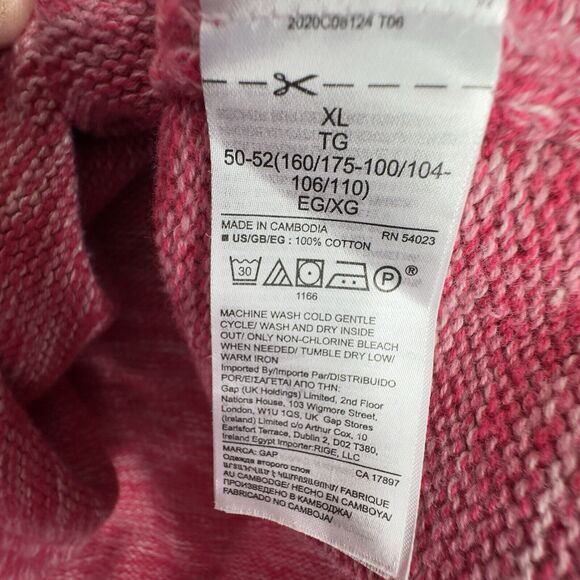 2020C08124 T06
XL
TG
50-52(160/175-100/104-
106/110)
EG/XG
MADE IN CAMBODIA RN 54023
US/GB/EG : 100% COTTON
30 P ®
1166
MACHINE WASH COLD GENTLE
CYCLE/ WASH AND DRY INSIDE
OUT/ ONLY NON-CHLORINE BLEACH
WHEN NEEDED/ TUMBLE DRY LOW/
WARM IRON
Imported By/Importe Par/DISTRIBUIDO
POR/ΕΙΣΑΓΕΤΑΙ ΑΠΟ ΤΗΝ:
Gap (UK Holdings) Limited, 2nd Floor
Nations House, 103 Wigmore Street,
London, W1U 1QS, UK Gap Stores
(Ireland) Limited c/o Arthur Cox, 10
Earlsfort Terrace, Dublin 2, D02 T380,
Ireland Egypt Importer:RIGE, LLC
MARCA: GAP CA 17897
Одежда второго слоя
FABRIQUE
AU CAMBODGE/ HECHO EN CAMBOYA/
ПРОИЗВЕДЕНО В КАМБОДЖА/
FABRICADO NO CAMBOJA/